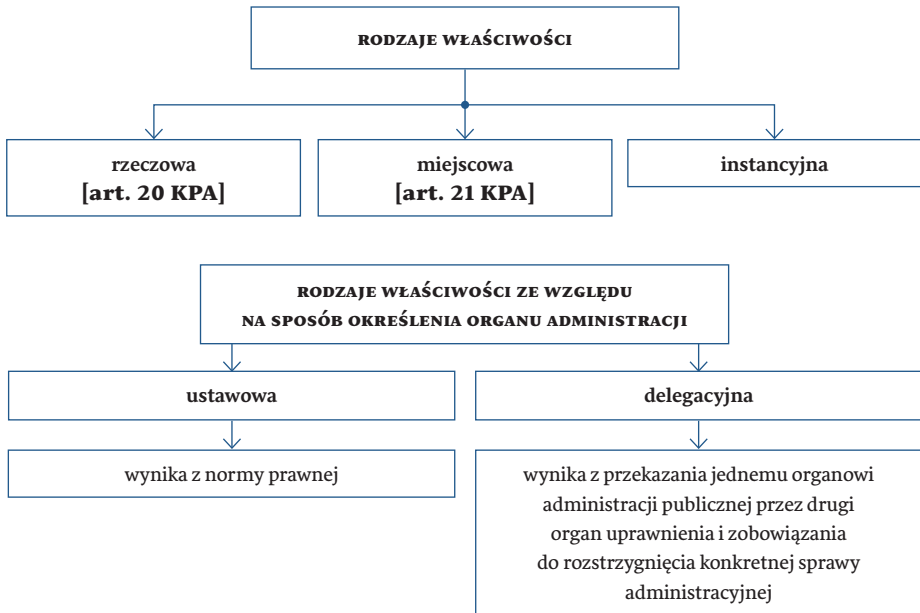 RODZAJE WŁAŚCIWOŚCI
rzeczowa
[art. 20 KPA]
miejscowa
[art. 21 KPA]
instancyjna
RODZAJE WŁAŚCIWOŚCI ZE WZGLĘDU
NA SPOSÓB OKREŚLENIA ORGANU ADMINISTRACJI
ustawowa
wynika z normy prawnej
delegacyjna
wynika z przekazania jednemu organowi
administracji publicznej przez drugi
organ uprawnienia i zobowiązania
do rozstrzygnięcia konkretnej sprawy
administracyjnej